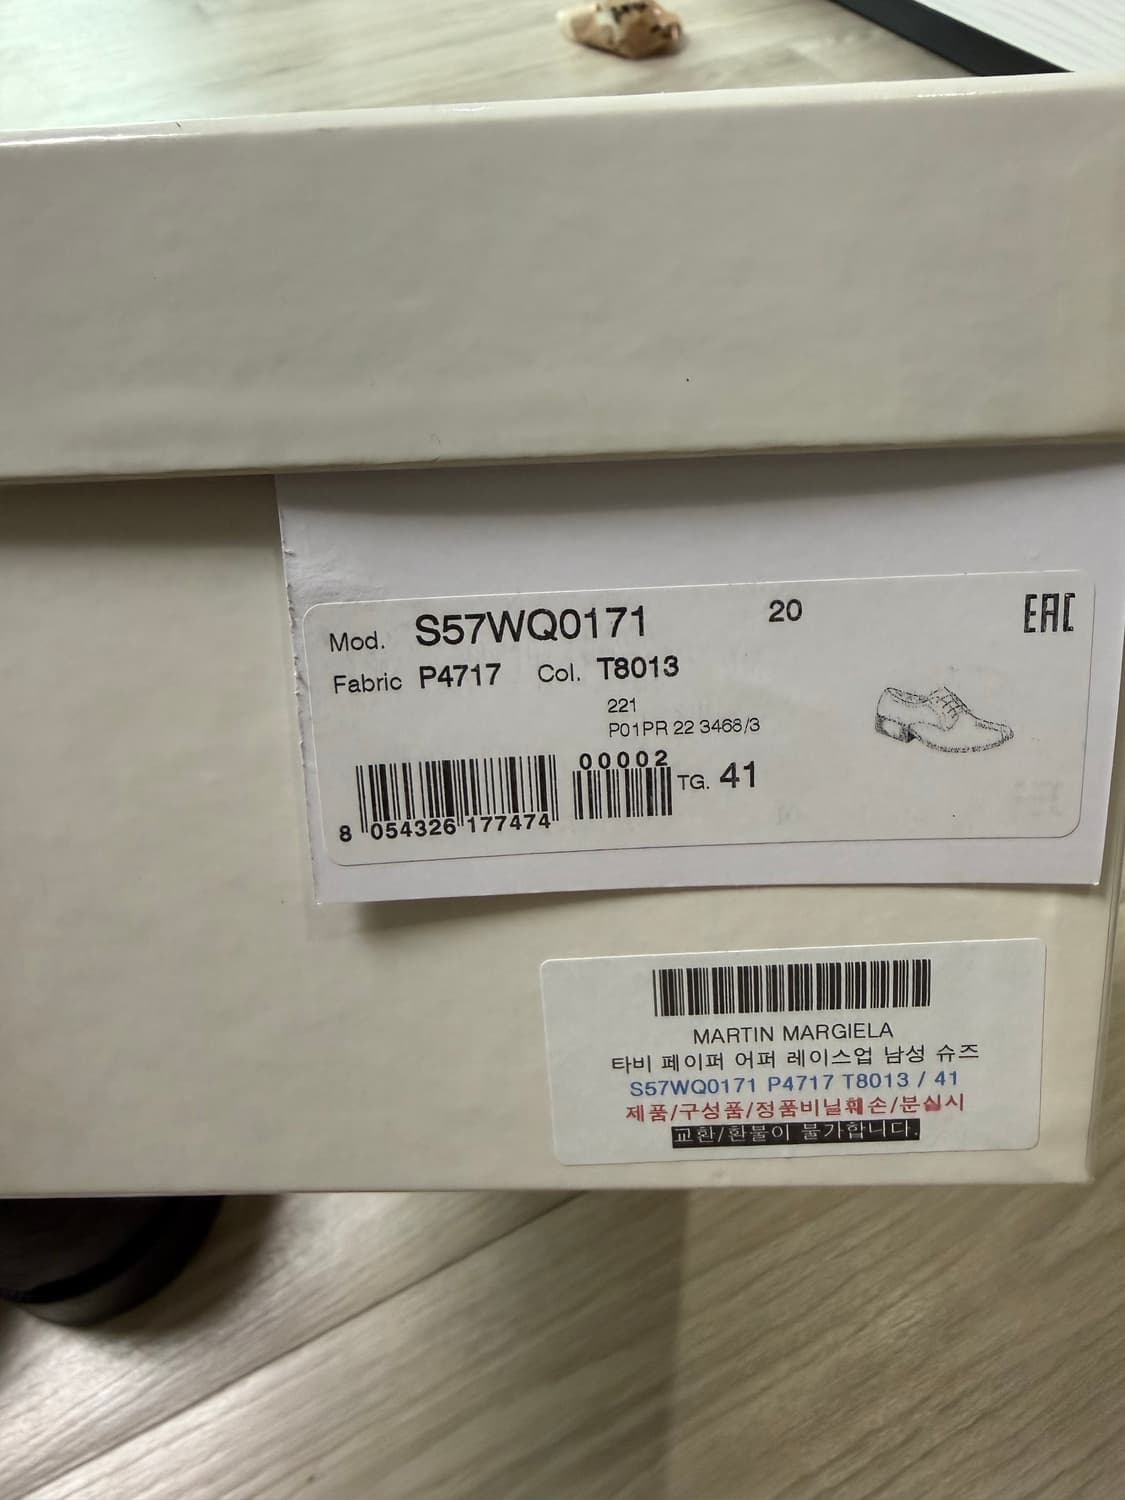 Mod. S57WQ0171 20 EAC
Fabric P4717 Col. T8013
221
P01PR 22 3468/3
00002
TG. 41
8 054326 177474
MARTIN MARGIELA
타비 페이퍼 어퍼 레이스업 남성 슈즈
S57WQ0171 P4717 T8013 / 41
제품/구성품/정품비닐훼손/분실시
교환/환불이 불가합니다.